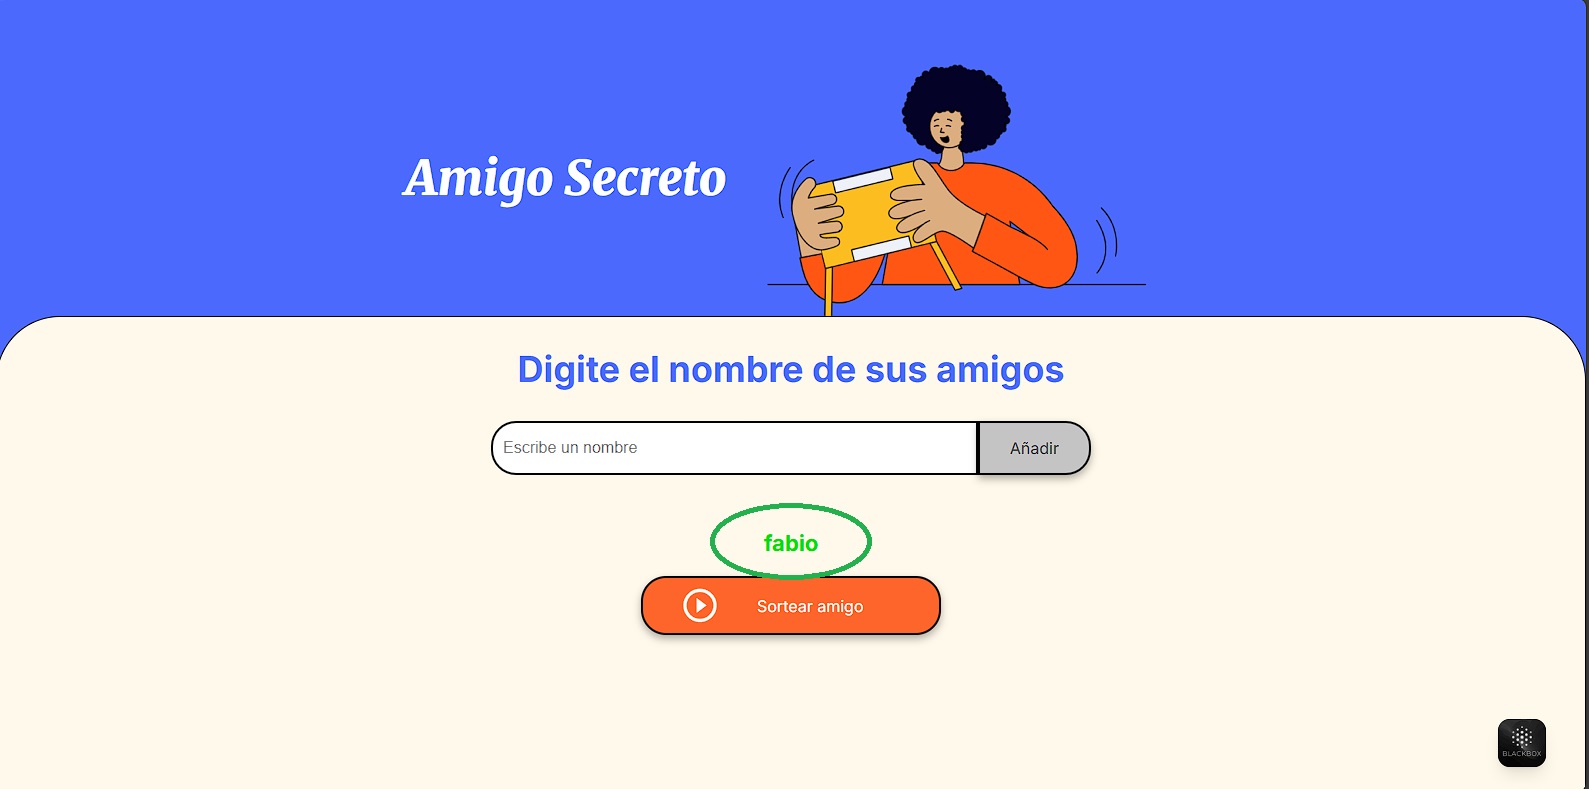 Amigo Secreto
Digite el nombre de sus amigos
Escribe un nombre
Añadir
fabio
Sortear amigo
BLACKBOX